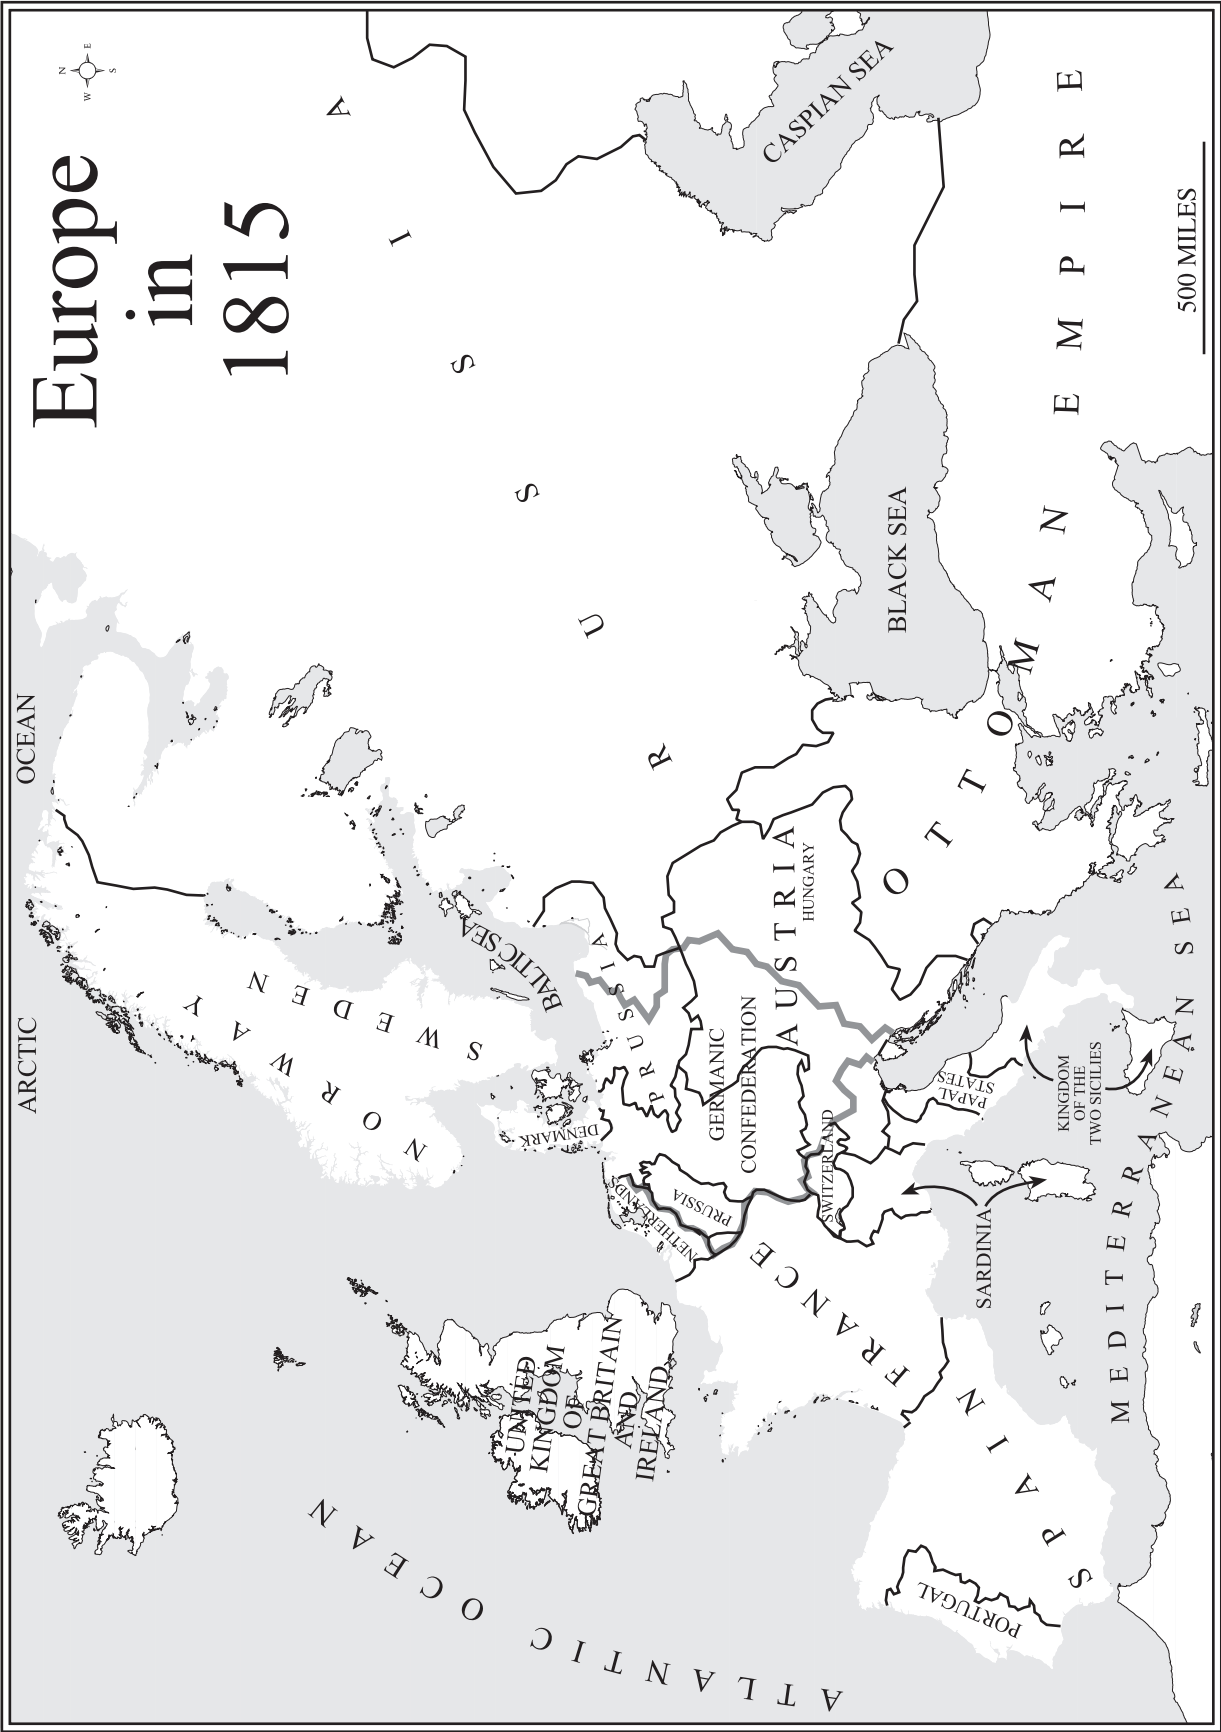 Europe
in
1815
N
W E
S
ARCTIC OCEAN
ATLANTIC OCEAN
NORWAY
SWEDEN
BALTIC SEA
DENMARK
RUSSIA
UNITED
KINGDOM
OF
GREAT BRITAIN
AND
IRELAND
NETHERLANDS
PRUSSIA
PRUSSIA
GERMANIC
CONFEDERATION
FRANCE
SWITZERLAND
AUSTRIA
HUNGARY
CASPIAN SEA
BLACK SEA
OTTOMAN EMPIRE
PORTUGAL
SPAIN
SARDINIA
PAPAL
STATES
KINGDOM
OF THE
TWO SICILIES
MEDITERRANEAN SEA
500 MILES